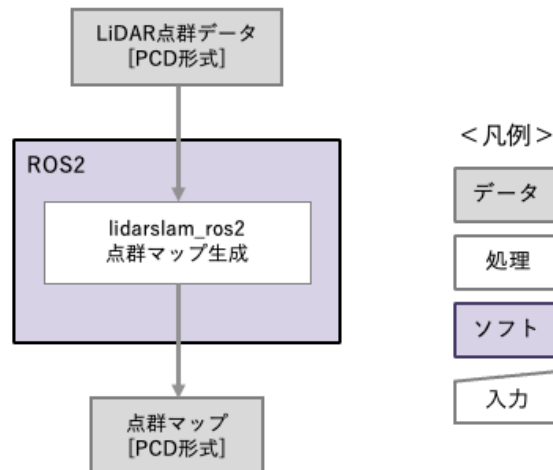 LiDAR点群データ
[PCD形式]
ROS2
lidarslam_ros2
点群マップ生成
点群マップ
[PCD形式]
＜凡例＞
データ
処理
ソフト
入力